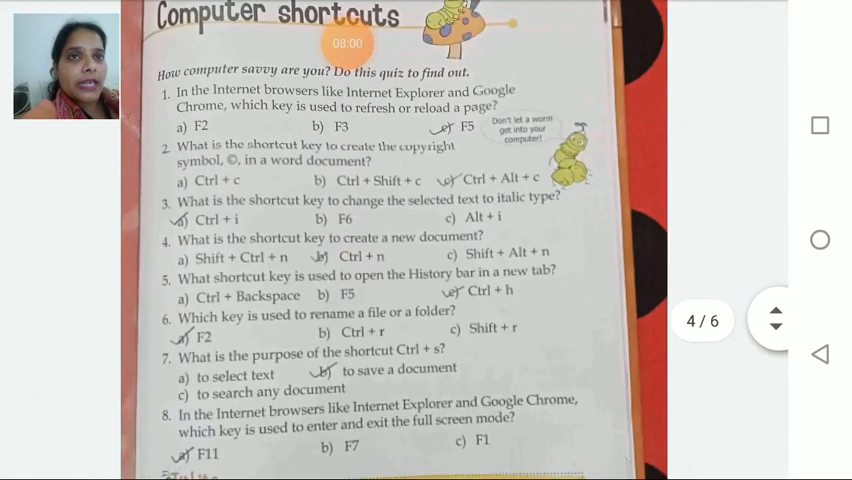 Computer shortcuts
08:00
How computer savvy are you? Do this quiz to find out.
1. In the Internet browsers like Internet Explorer and Google
Chrome, which key is used to refresh or reload a page?
a) F2 b) F3 c) F5
Don't let a worm
get into your
computer!
2. What is the shortcut key to create the copyright
symbol, ©, in a word document?
a) Ctrl + c b) Ctrl + Shift + c c) Ctrl + Alt + c
3. What is the shortcut key to change the selected text to italic type?
a) Ctrl + i b) F6 c) Alt + i
4. What is the shortcut key to create a new document?
a) Shift + Ctrl + n b) Ctrl + n c) Shift + Alt + n
5. What shortcut key is used to open the History bar in a new tab?
a) Ctrl + Backspace b) F5 c) Ctrl + h
6. Which key is used to rename a file or a folder?
a) F2 b) Ctrl + r c) Shift + r
7. What is the purpose of the shortcut Ctrl + s?
a) to select text b) to save a document
c) to search any document
8. In the Internet browsers like Internet Explorer and Google Chrome,
which key is used to enter and exit the full screen mode?
a) F11 b) F7 c) F1
4 / 6